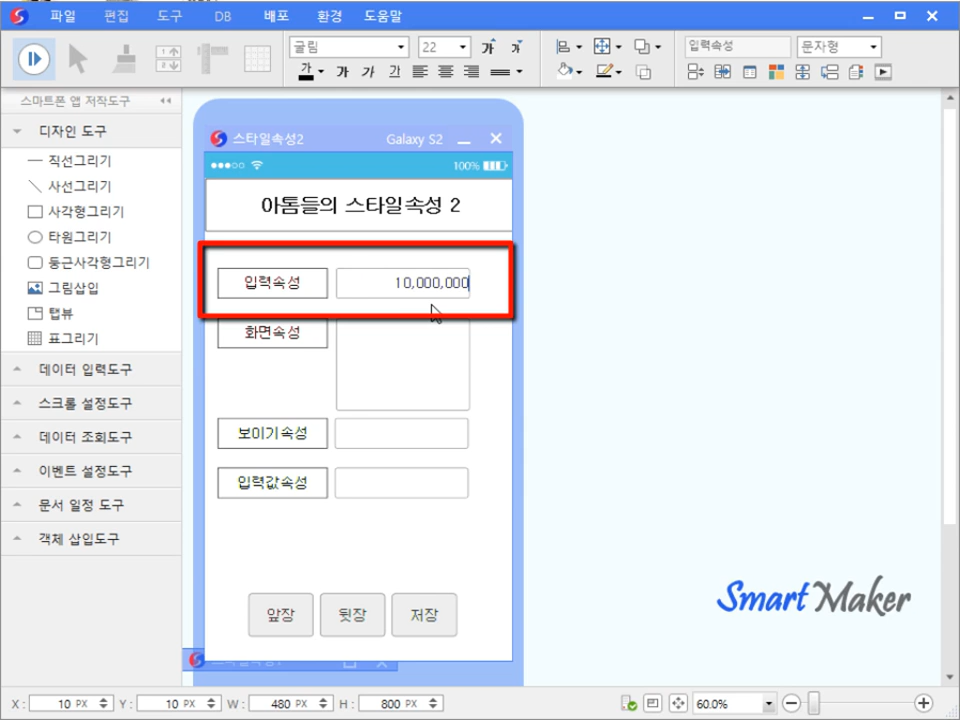 파일 편집 도구 DB 배포 환경 도움말
굴림 22 가 가 입력속성 문자형
가 가 가 가
스마트폰 앱 저작도구
디자인 도구
직선그리기
사선그리기
사각형그리기
타원그리기
둥근사각형그리기
그림삽입
탭뷰
표그리기
데이터 입력도구
스크롤 설정도구
데이터 조회도구
이벤트 설정도구
문서 일정 도구
객체 삽입도구
스타일속성2 Galaxy S2
100%
아톰들의 스타일속성 2
입력속성 10,000,000
화면속성
보이기속성
입력값속성
앞장 뒷장 저장
Smart Maker
X : 10 PX Y : 10 PX W : 480 PX H : 800 PX 60.0%